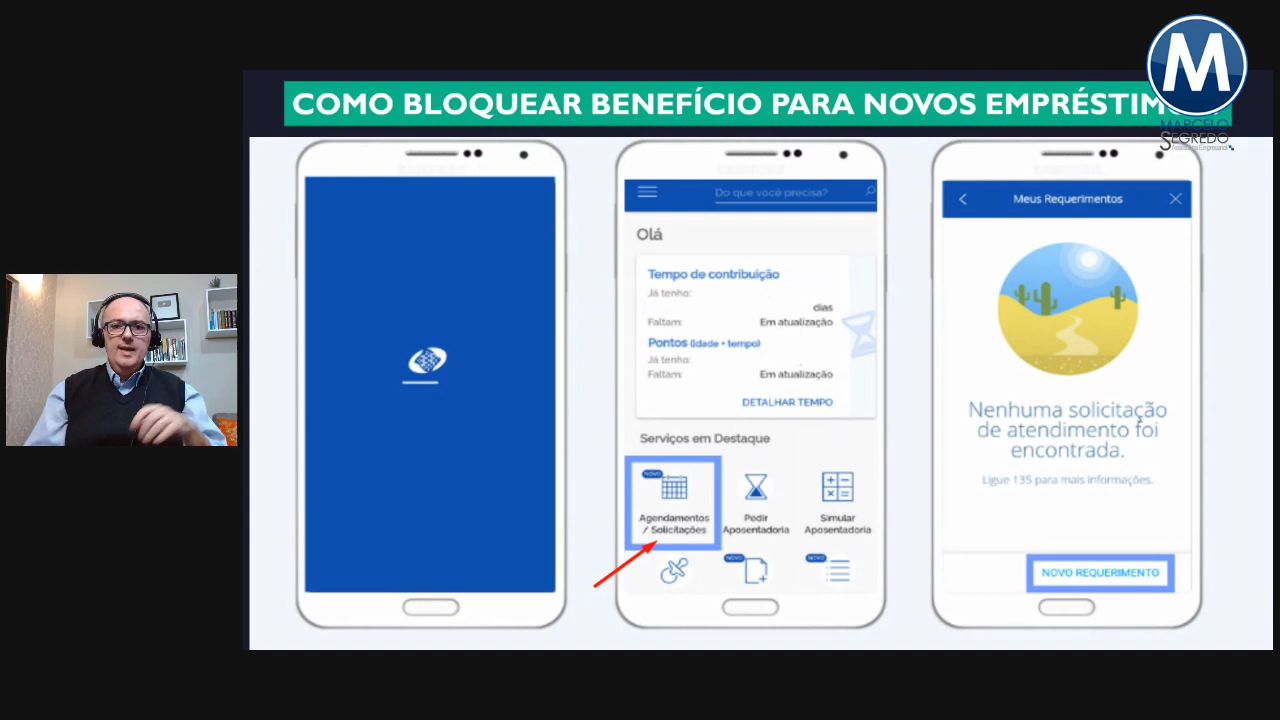 COMO BLOQUEAR BENEFÍCIO PARA NOVOS EMPRÉSTIM
M
MARCELO
SEGREDO
Assessoria Empresarial
Do que você precisa?
Olá
Tempo de contribuição
Já tenho:
dias
Faltam: Em atualização
Pontos (idade + tempo)
Já tenho:
Faltam: Em atualização
DETALHAR TEMPO
Serviços em Destaque
NOVO
Agendamentos
/ Solicitações
Pedir
Aposentadoria
Simular
Aposentadoria
NOVO
NOVO
Meus Requerimentos
Nenhuma solicitação
de atendimento foi
encontrada.
Ligue 135 para mais informações.
NOVO REQUERIMENTO